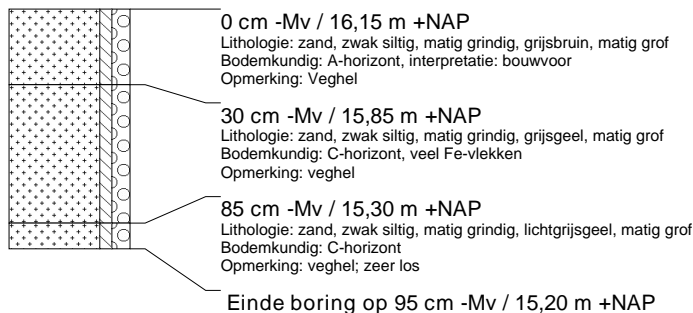 0 cm -Mv / 16,15 m +NAP
Lithologie: zand, zwak siltig, matig grindig, grijsbruin, matig grof
Bodemkundig: A-horizont, interpretatie: bouwvoor
Opmerking: Veghel
30 cm -Mv / 15,85 m +NAP
Lithologie: zand, zwak siltig, matig grindig, grijsgeel, matig grof
Bodemkundig: C-horizont, veel Fe-vlekken
Opmerking: veghel
85 cm -Mv / 15,30 m +NAP
Lithologie: zand, zwak siltig, matig grindig, lichtgrijsgeel, matig grof
Bodemkundig: C-horizont
Opmerking: veghel; zeer los
Einde boring op 95 cm -Mv / 15,20 m +NAP